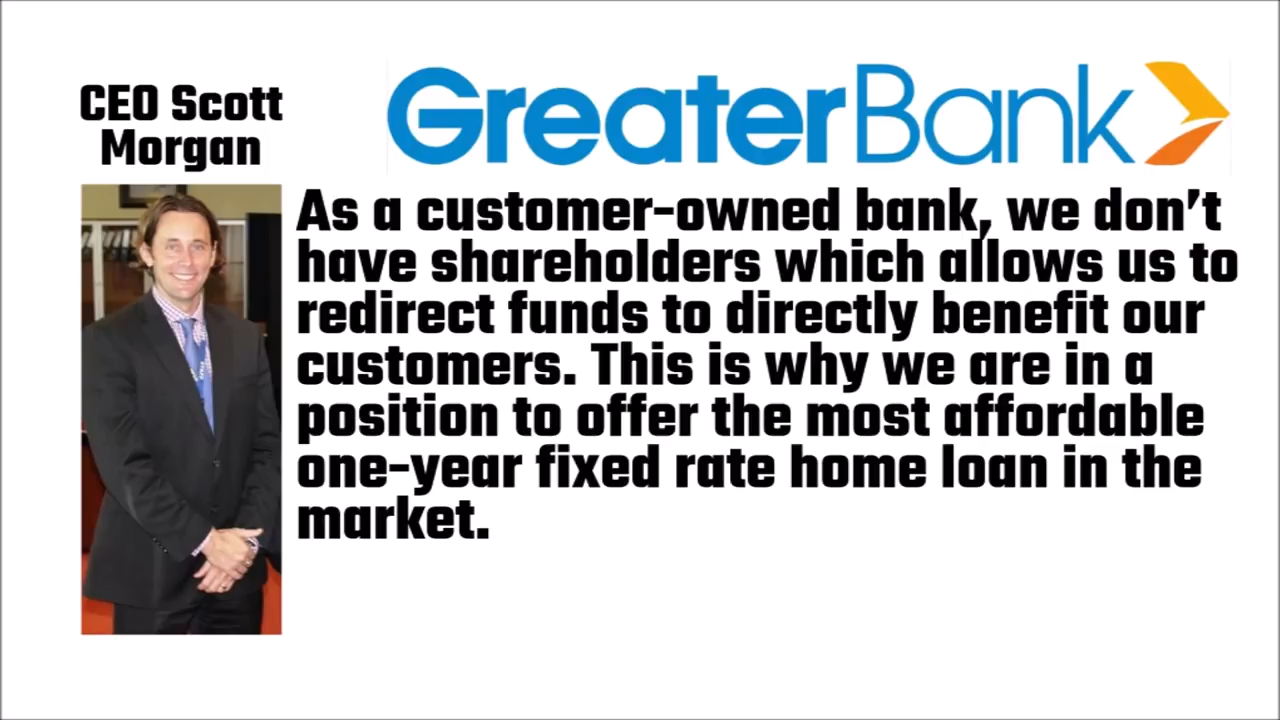 CEO Scott
Morgan
GreaterBank
As a customer-owned bank, we don’t
have shareholders which allows us to
redirect funds to directly benefit our
customers. This is why we are in a
position to offer the most affordable
one-year fixed rate home loan in the
market.